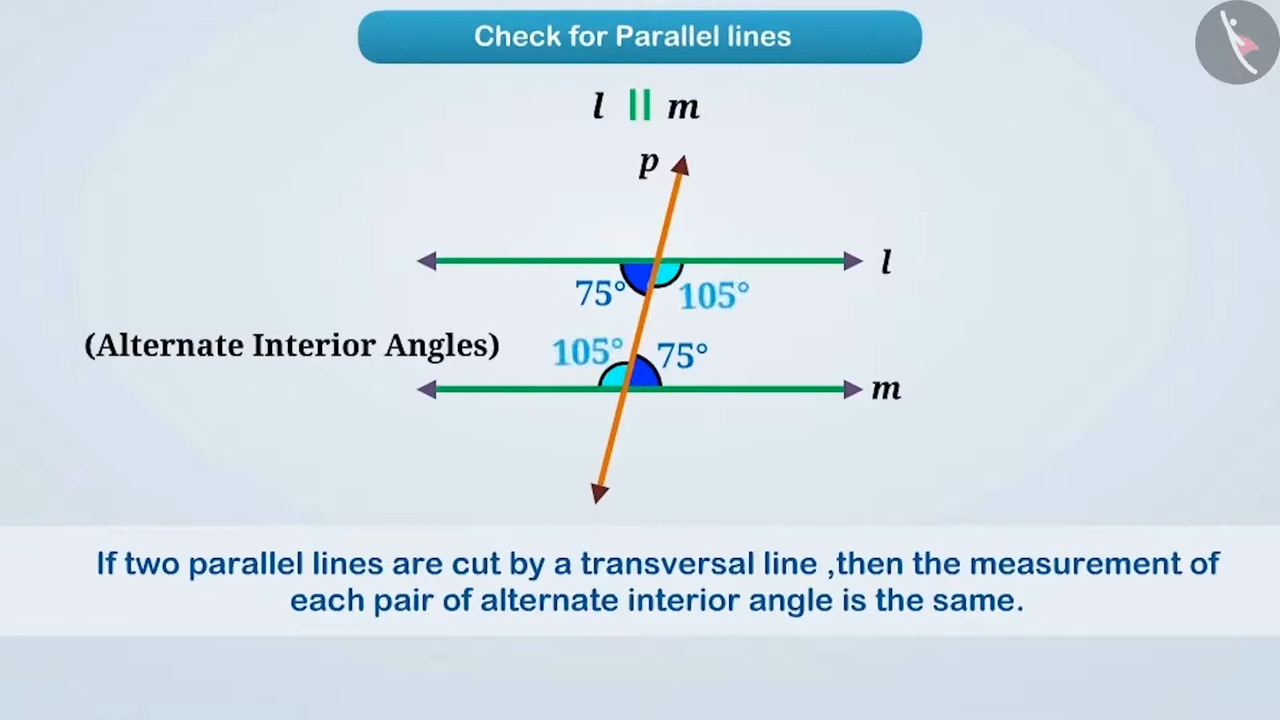 Check for Parallel lines
l || m
p
l
75° 105°
(Alternate Interior Angles) 105° 75°
m
If two parallel lines are cut by a transversal line ,then the measurement of
each pair of alternate interior angle is the same.